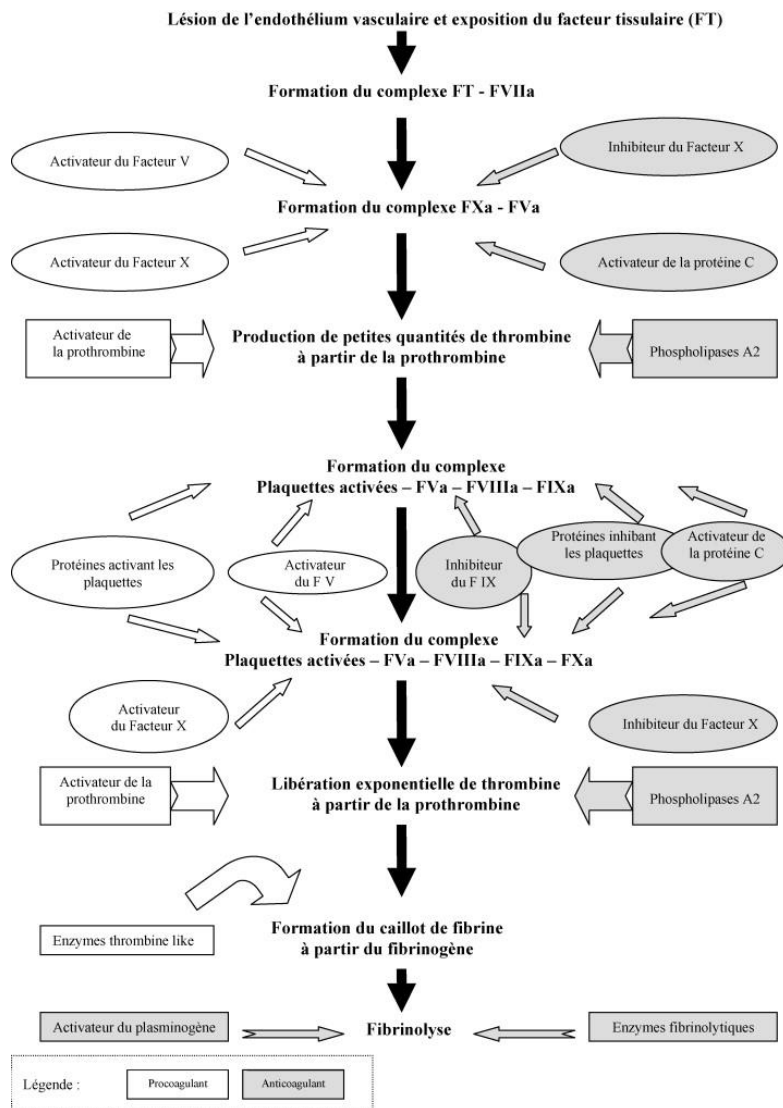 Lésion de l'endothélium vasculaire et exposition du facteur tissulaire (FT)
Formation du complexe FT - FVIIa
Activateur du Facteur V
Inhibiteur du Facteur X
Formation du complexe FXa - FVa
Activateur du Facteur X
Activateur de la protéine C
Activateur de
la prothrombine
Production de petites quantités de thrombine
à partir de la prothrombine
Phospholipases A2
Formation du complexe
Plaquettes activées – FVa – FVIIIa – FIXa
Protéines activant les
plaquettes
Activateur
du F V
Inhibiteur
du F IX
Protéines inhibant
les plaquettes
Activateur de
la protéine C
Formation du complexe
Plaquettes activées – FVa – FVIIIa – FIXa – FXa
Activateur
du Facteur X
Inhibiteur du Facteur X
Activateur de la
prothrombine
Libération exponentielle de thrombine
à partir de la prothrombine
Phospholipases A2
Enzymes thrombine like
Formation du caillot de fibrine
à partir du fibrinogène
Activateur du plasminogène
Fibrinolyse
Enzymes fibrinolytiques
Légende :
Procoagulant
Anticoagulant